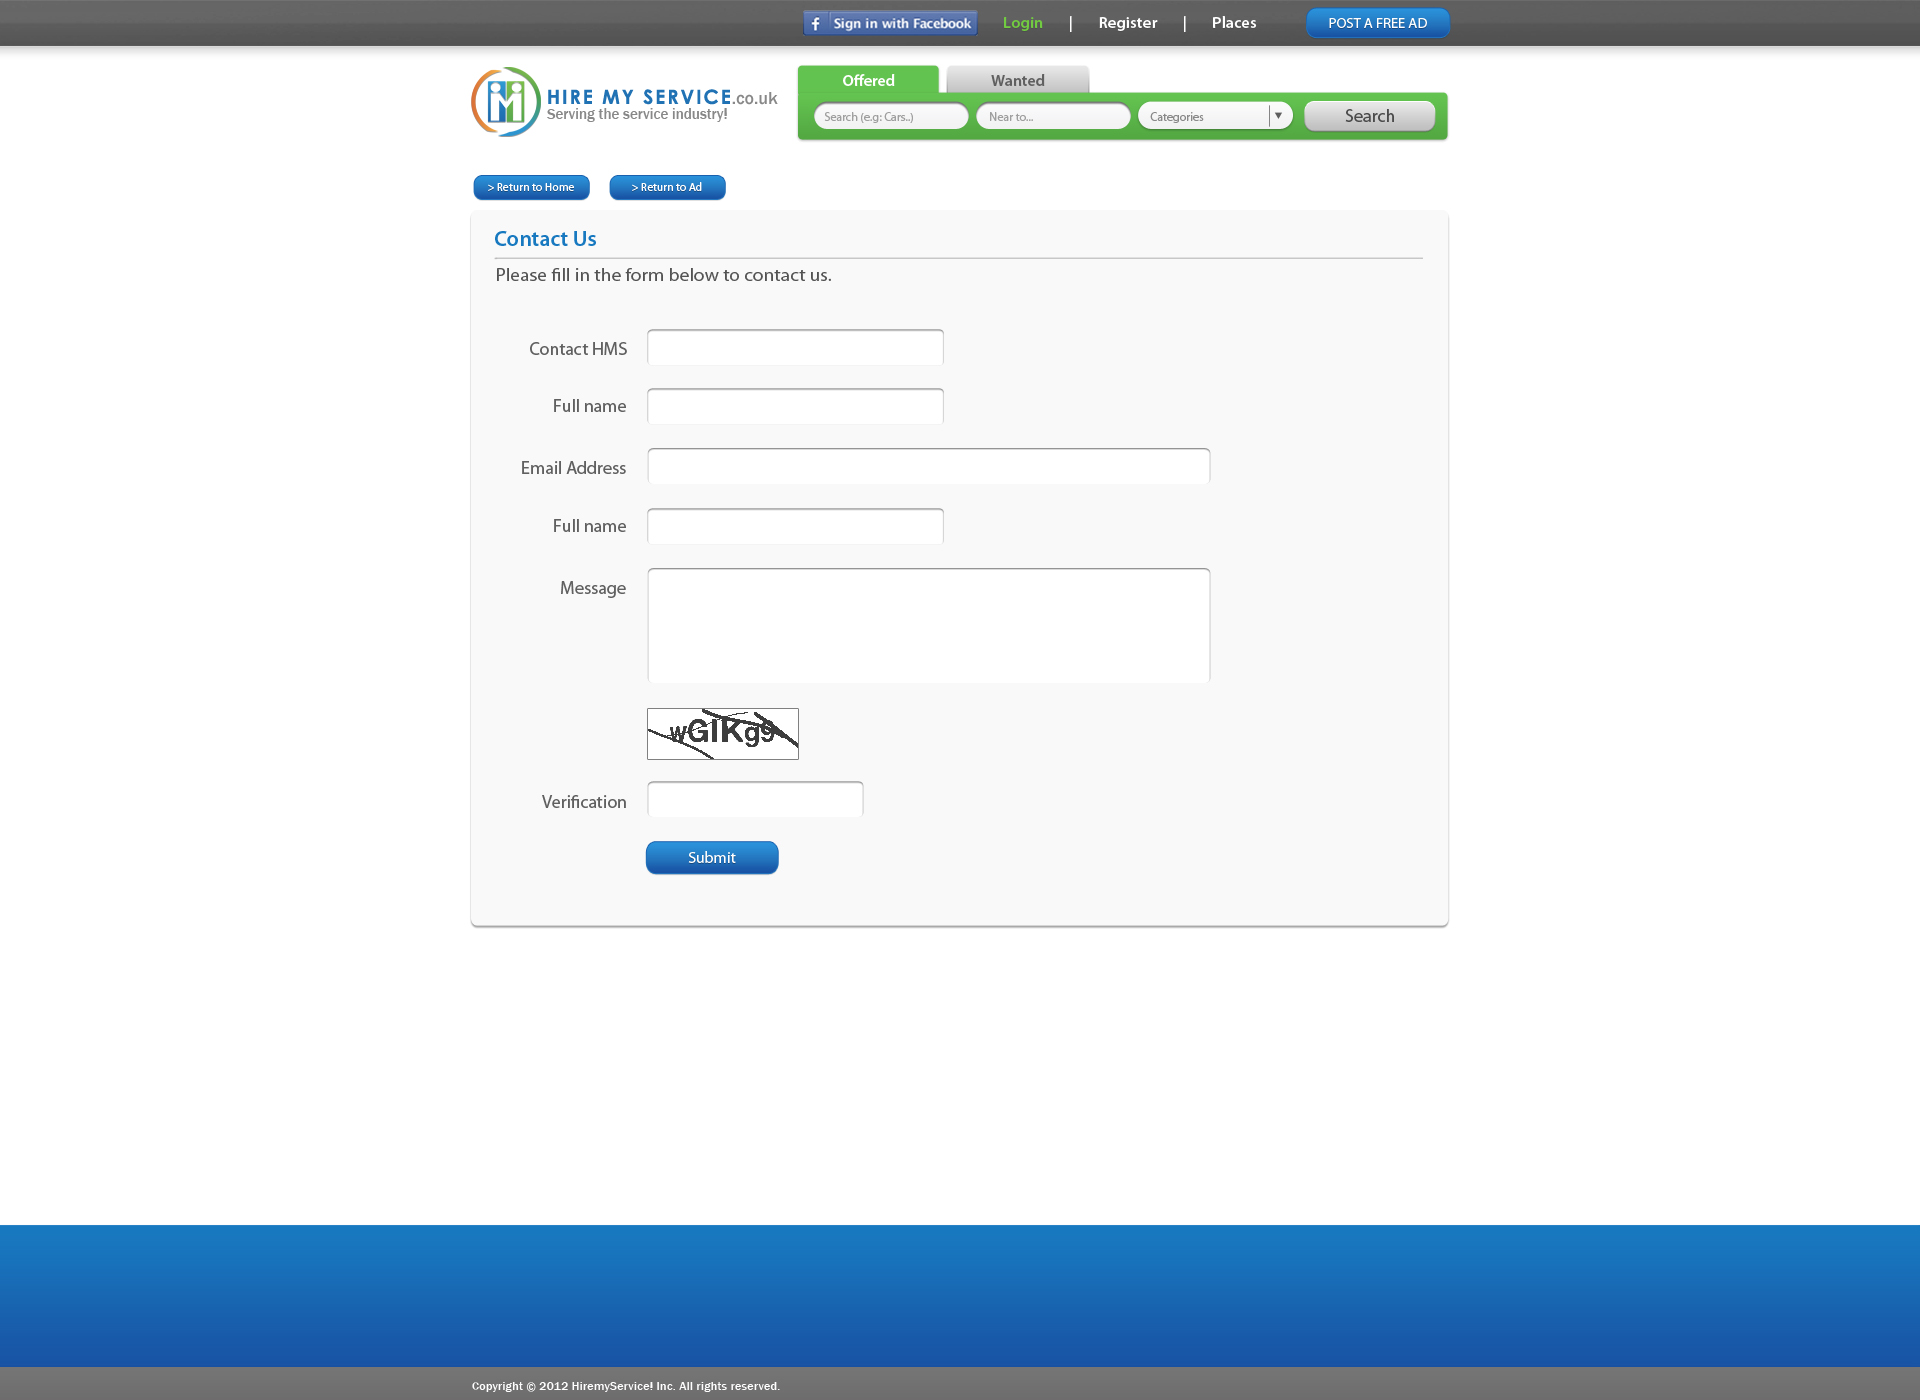 f Sign in with Facebook Login | Register | Places POST A FREE AD
HIRE MY SERVICE.co.uk
Serving the service industry!
Offered Wanted
Search (e.g: Cars..) Near to... Categories Search
> Return to Home > Return to Ad
Contact Us
Please fill in the form below to contact us.
Contact HMS
Full name
Email Address
Full name
Message
wGIKg9
Verification
Submit
Copyright © 2012 HiremyService! Inc. All rights reserved.